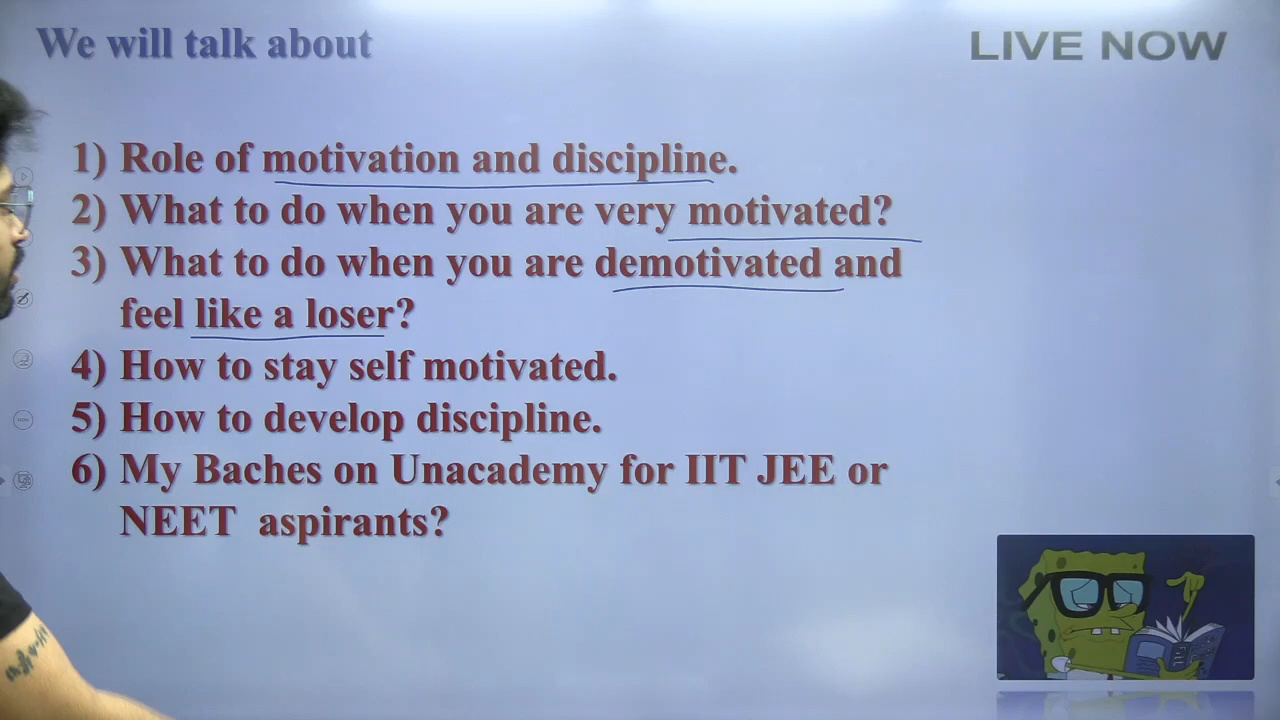 We will talk about
LIVE NOW
1) Role of motivation and discipline.
2) What to do when you are very motivated?
3) What to do when you are demotivated and
feel like a loser?
4) How to stay self motivated.
5) How to develop discipline.
6) My Baches on Unacademy for IIT JEE or
NEET aspirants?